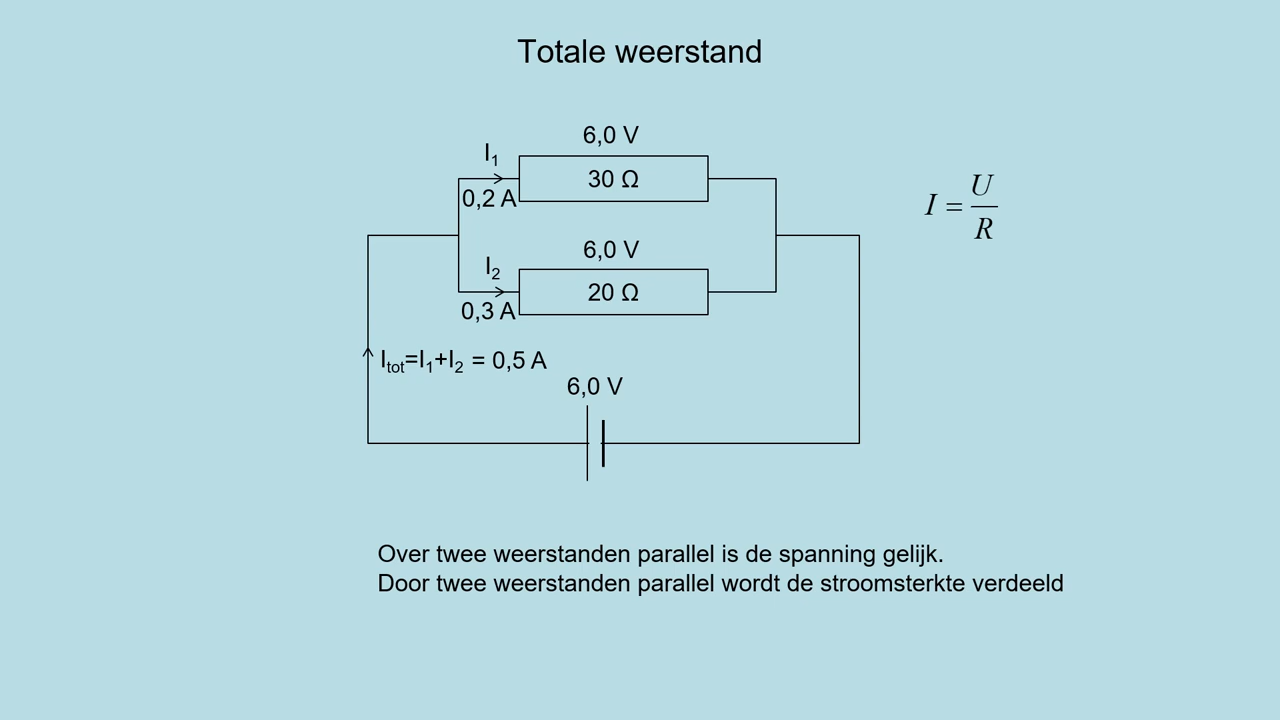 Totale weerstand
6,0 V
I₁
30 Ω
0,2 A
I = U/R
6,0 V
I₂
20 Ω
0,3 A
Itot=I₁+I₂ = 0,5 A
6,0 V
Over twee weerstanden parallel is de spanning gelijk.
Door twee weerstanden parallel wordt de stroomsterkte verdeeld